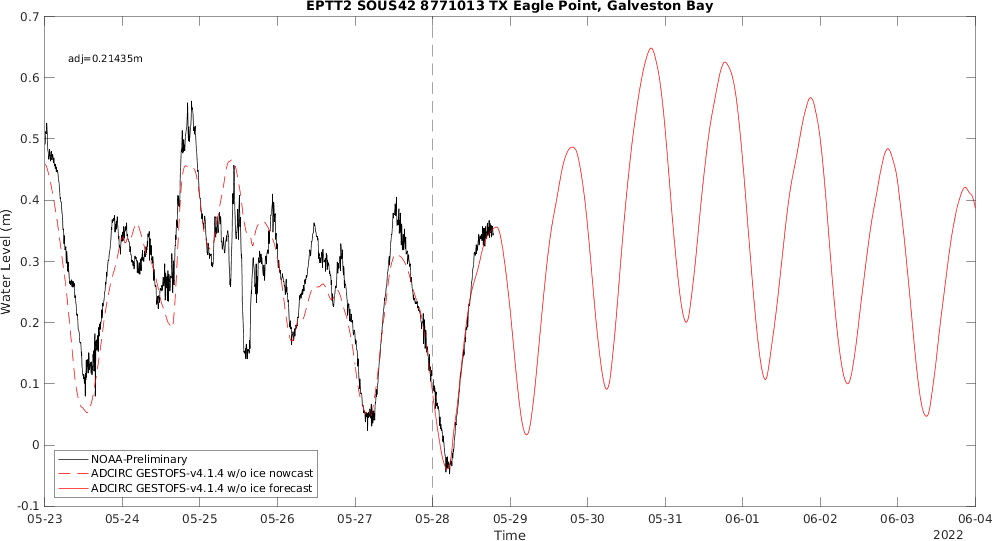 EPTT2 SOUS42 8771013 TX Eagle Point, Galveston Bay
adj=0.21435m
0.7
0.6
0.5
0.4
0.3
0.2
0.1
0
-0.1
Water Level (m)
NOAA-Preliminary
ADCIRC GESTOFS-v4.1.4 w/o ice nowcast
ADCIRC GESTOFS-v4.1.4 w/o ice forecast
05-23 05-24 05-25 05-26 05-27 05-28 05-29 05-30 05-31 06-01 06-02 06-03 06-04
Time
2022